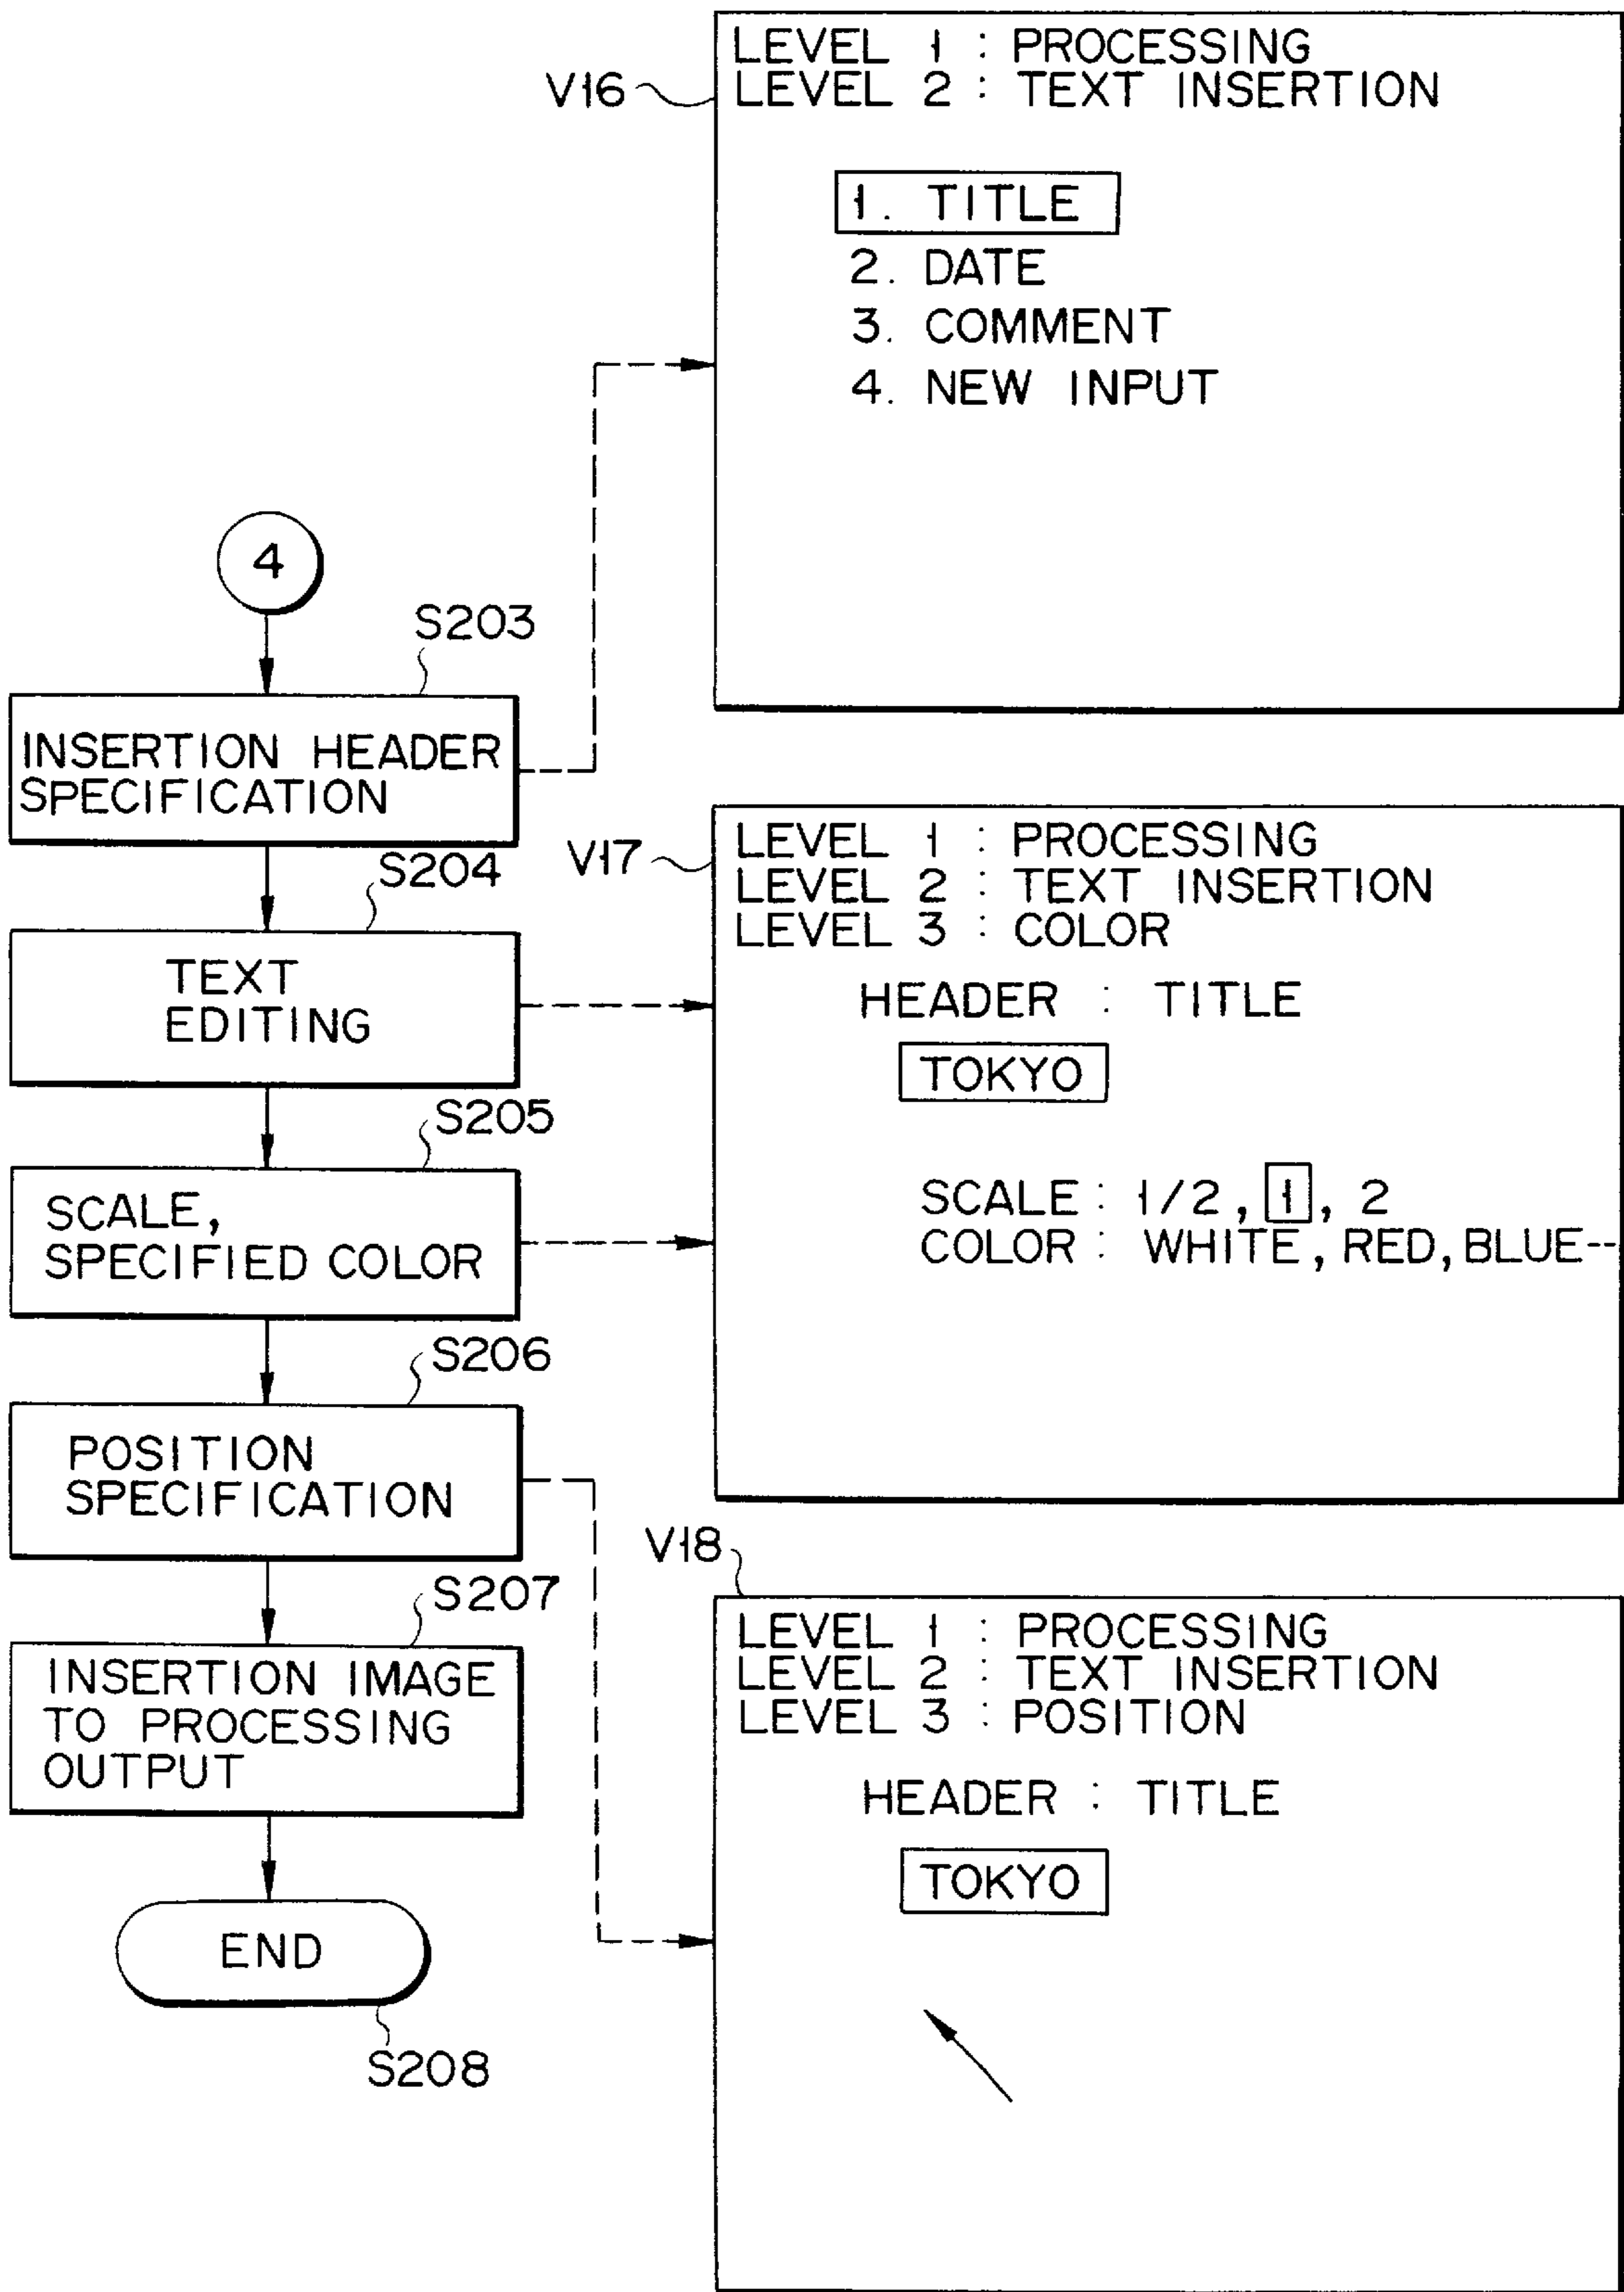 V16
LEVEL 1 : PROCESSING
LEVEL 2 : TEXT INSERTION
1. TITLE
2. DATE
3. COMMENT
4. NEW INPUT
4
S203
INSERTION HEADER
SPECIFICATION
S204
TEXT
EDITING
S205
SCALE,
SPECIFIED COLOR
S206
POSITION
SPECIFICATION
S207
INSERTION IMAGE
TO PROCESSING
OUTPUT
END
S208
V17
LEVEL 1 : PROCESSING
LEVEL 2 : TEXT INSERTION
LEVEL 3 : COLOR
HEADER : TITLE
TOKYO
SCALE : 1/2, 1, 2
COLOR : WHITE, RED, BLUE--
V18
LEVEL 1 : PROCESSING
LEVEL 2 : TEXT INSERTION
LEVEL 3 : POSITION
HEADER : TITLE
TOKYO